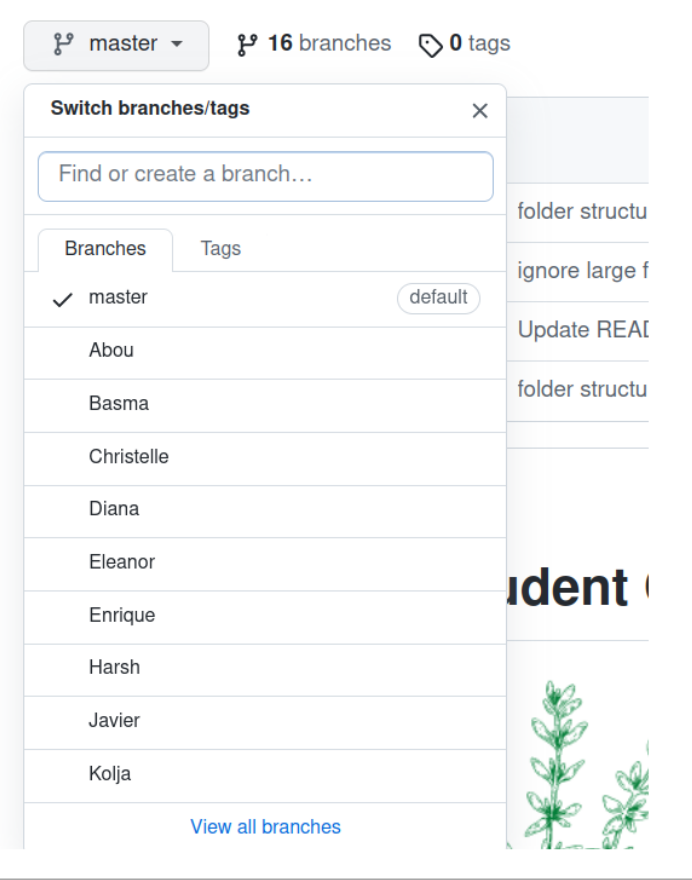 master 16 branches 0 tags
Switch branches/tags
Find or create a branch…
Branches Tags
folder structu
master default
ignore large f
Update READ
Abou
folder structu
Basma
Christelle
Diana
Eleanor
udent
Enrique
Harsh
Javier
Kolja
View all branches